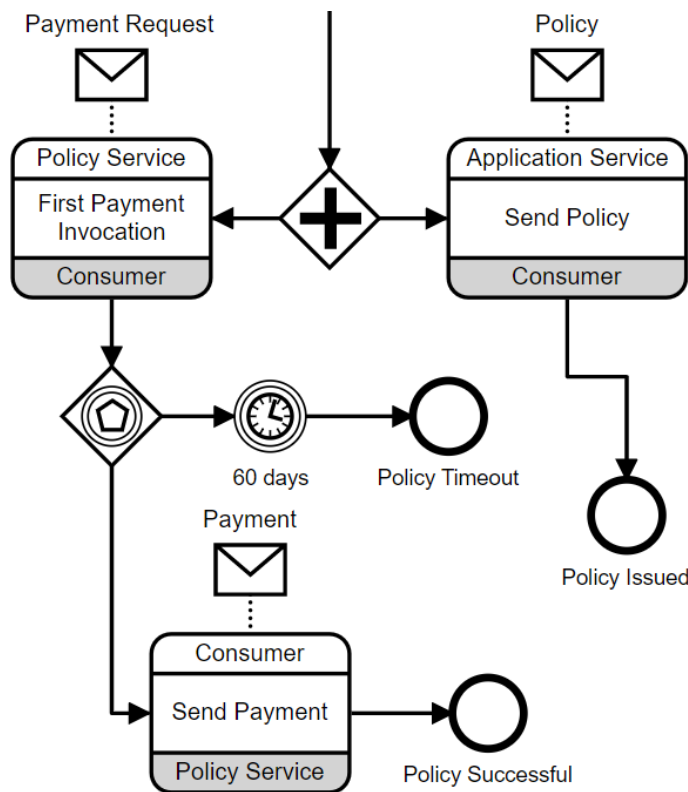 Payment Request
Policy
Policy Service
First Payment
Invocation
Consumer
Application Service
Send Policy
Consumer
60 days
Policy Timeout
Policy Issued
Payment
Consumer
Send Payment
Policy Service
Policy Successful